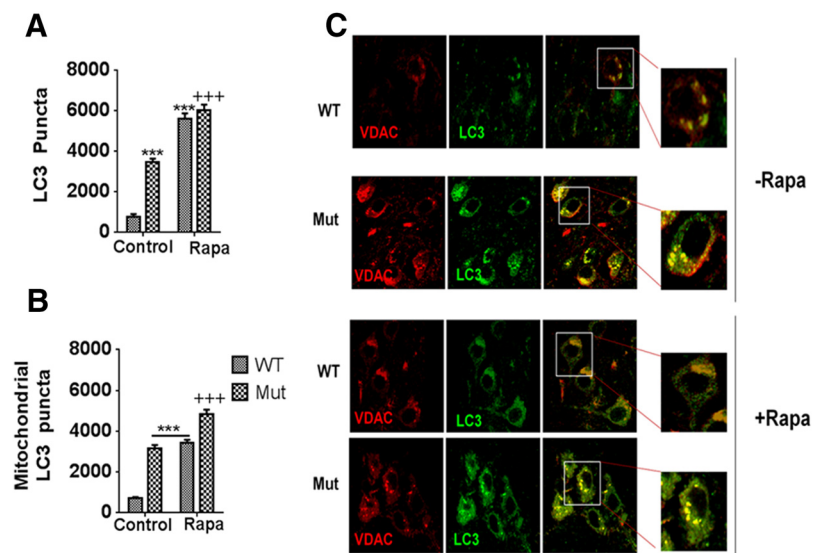 A
LC3 Puncta
8000
6000
4000
2000
0
***
***
+++
Control
Rapa
B
Mitochondrial
LC3 puncta
8000
6000
4000
2000
0
***
+++
Control
Rapa
WT
Mut
C
WT
VDAC
LC3
Mut
VDAC
LC3
-Rapa
WT
VDAC
LC3
Mut
VDAC
LC3
+Rapa